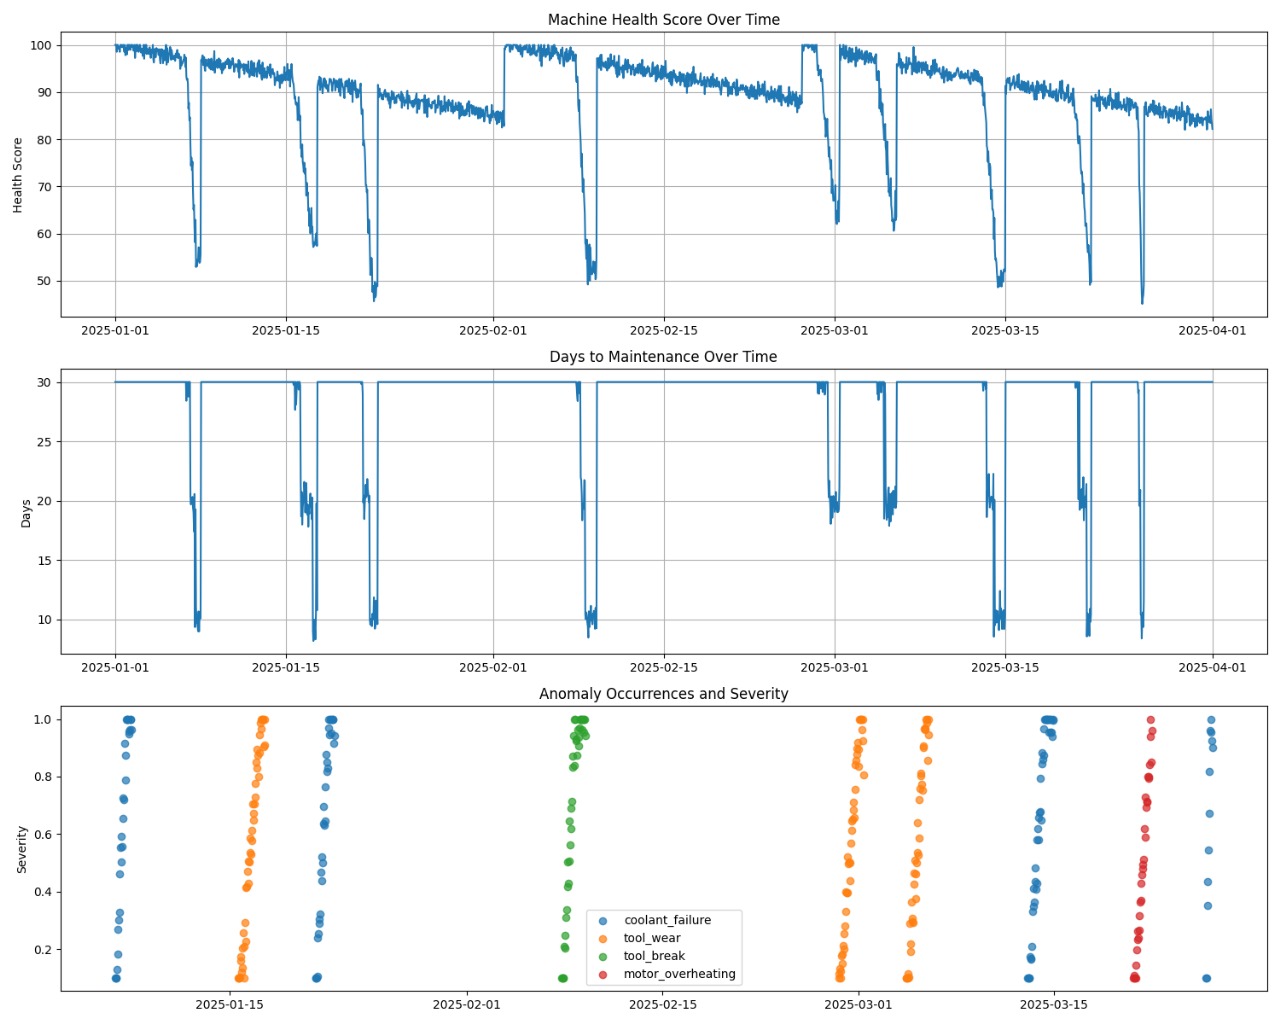 Machine Health Score Over Time
100
90
80
70
60
50
Health Score
2025-01-01 2025-01-15 2025-02-01 2025-02-15 2025-03-01 2025-03-15 2025-04-01
Days to Maintenance Over Time
30
25
20
15
10
Days
2025-01-01 2025-01-15 2025-02-01 2025-02-15 2025-03-01 2025-03-15 2025-04-01
Anomaly Occurrences and Severity
1.0
0.8
0.6
0.4
0.2
Severity
coolant_failure
tool_wear
tool_break
motor_overheating
2025-01-15 2025-02-01 2025-02-15 2025-03-01 2025-03-15